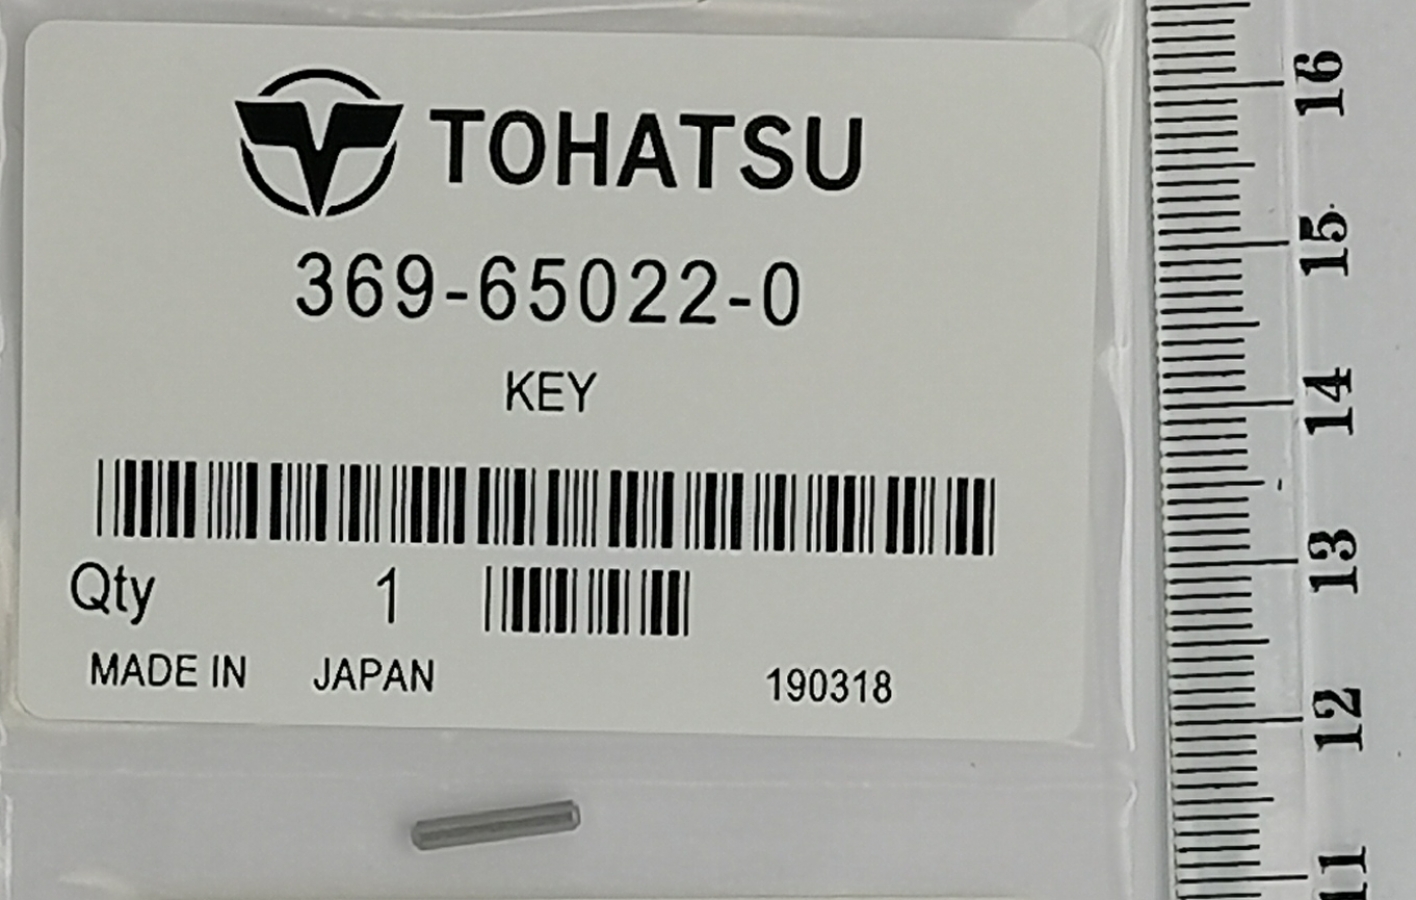 TOHATSU
369-65022-0
KEY
Qty 1
MADE IN JAPAN 190318
16
15
14
13
12
11